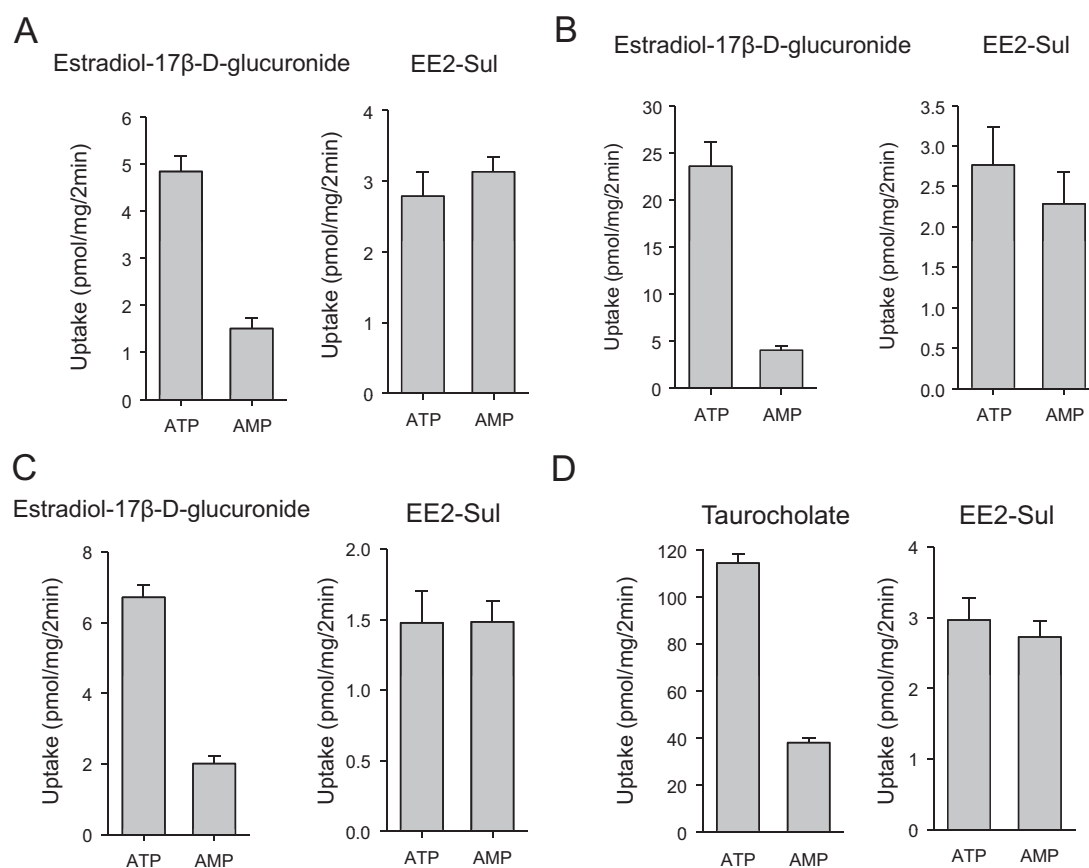 A
Estradiol-17β-D-glucuronide
EE2-Sul
Uptake (pmol/mg/2min)
6
5
4
3
2
1
0
ATP
AMP
Uptake (pmol/mg/2min)
4
3
2
1
0
ATP
AMP
B
Estradiol-17β-D-glucuronide
EE2-Sul
Uptake (pmol/mg/2min)
30
25
20
15
10
5
0
ATP
AMP
Uptake (pmol/mg/2min)
3.5
3.0
2.5
2.0
1.5
1.0
0.5
0.0
ATP
AMP
C
Estradiol-17β-D-glucuronide
EE2-Sul
Uptake (pmol/mg/2min)
8
6
4
2
0
ATP
AMP
Uptake (pmol/mg/2min)
2.0
1.5
1.0
0.5
0.0
ATP
AMP
D
Taurocholate
EE2-Sul
Uptake (pmol/mg/2min)
120
100
80
60
40
20
0
ATP
AMP
Uptake (pmol/mg/2min)
4
3
2
1
0
ATP
AMP